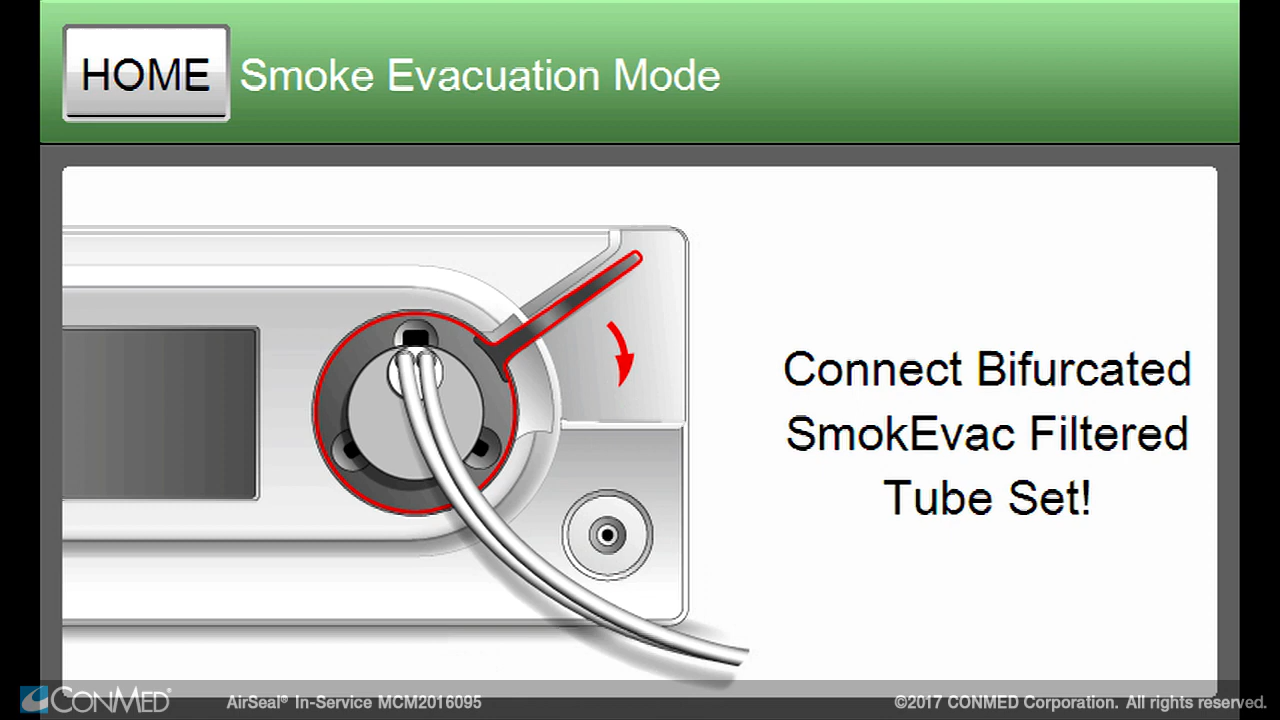 HOME
Smoke Evacuation Mode
Connect Bifurcated
SmokEvac Filtered
Tube Set!
CONMED
AirSeal® In-Service MCM2016095
©2017 CONMED Corporation. All rights reserved.